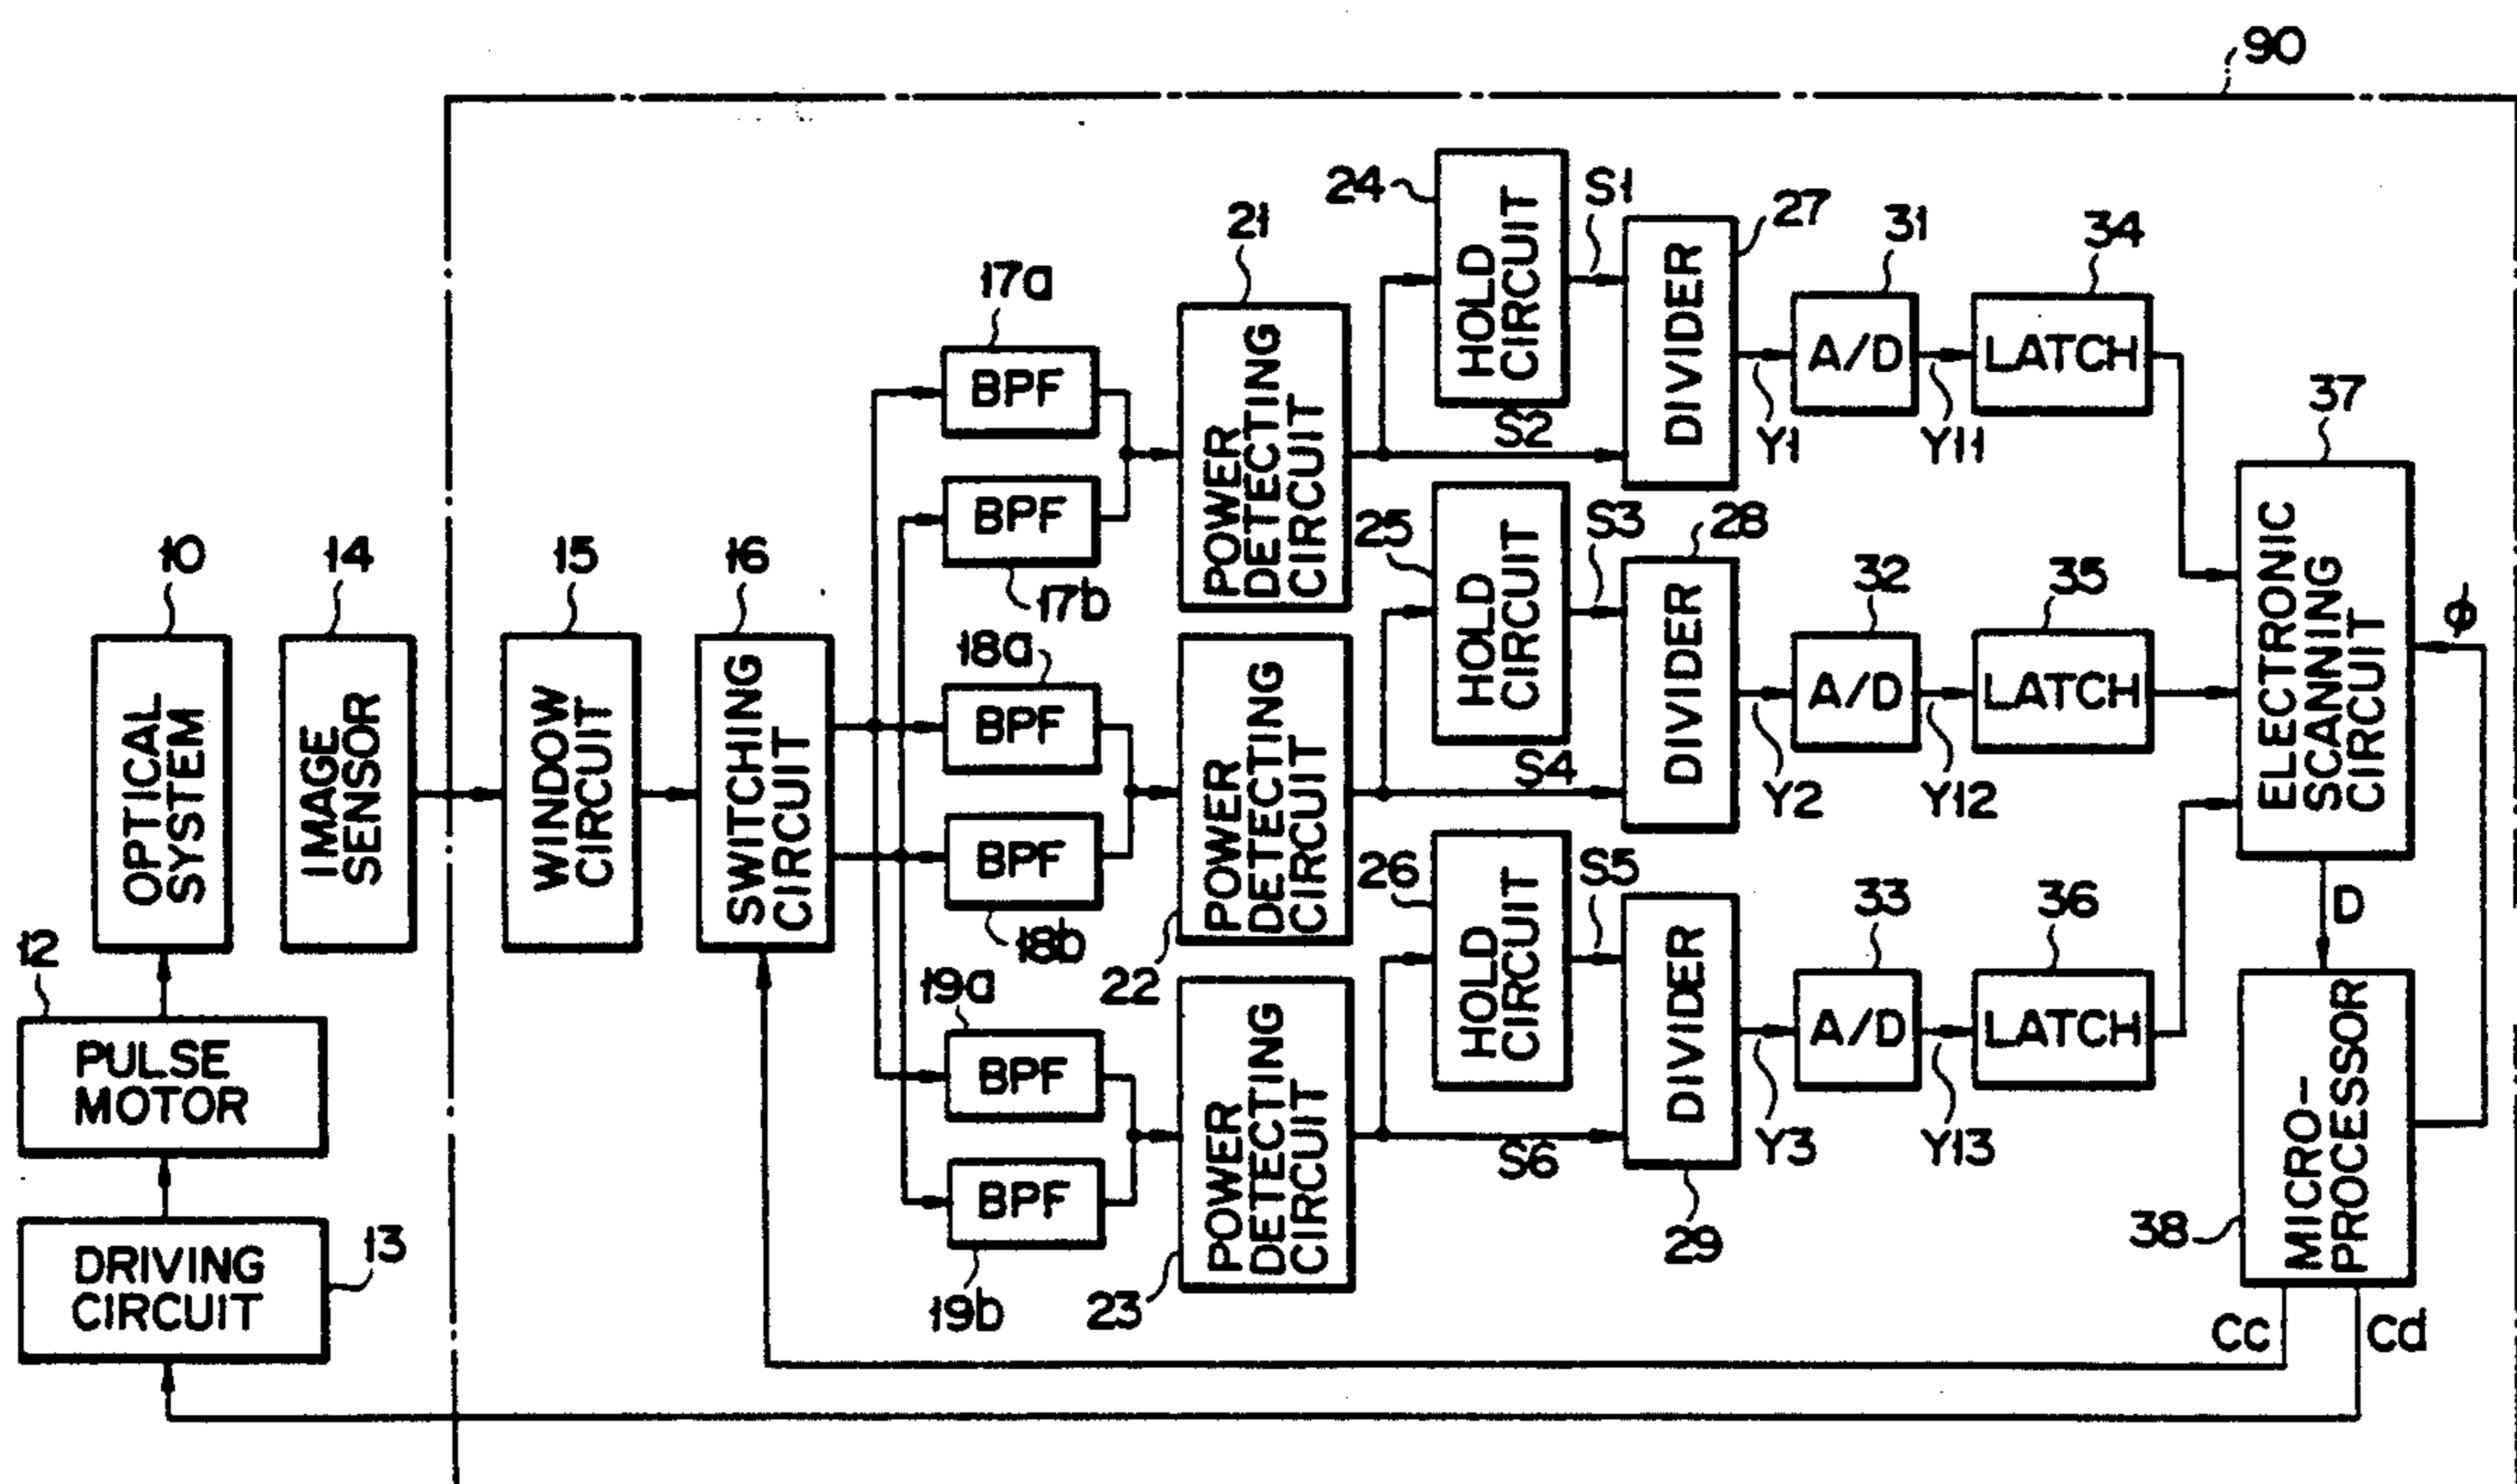 90
24
S1
27
21
31
34
HOLD
CIRCUIT
DIVIDER
17a
BPF
POWER
DETECTING
CIRCUIT
A/D
LATCH
37
S2
Y1
Y11
BPF
17b
25
S3
28
10
14
15
16
HOLD
CIRCUIT
DIVIDER
32
35
ELECTRONIC
SCANNING
CIRCUIT
ϕ
18a
OPTICAL
SYSTEM
IMAGE
SENSOR
WINDOW
CIRCUIT
SWITCHING
CIRCUIT
BPF
POWER
DETECTING
CIRCUIT
A/D
LATCH
S4
Y2
Y12
BPF
18b
22
26
S5
33
36
D
12
19a
HOLD
CIRCUIT
DIVIDER
PULSE
MOTOR
BPF
POWER
DETECTING
CIRCUIT
A/D
LATCH
MICRO-
PROCESSOR
S6
Y3
Y13
BPF
19b
23
29
38
13
DRIVING
CIRCUIT
Cc
Cd